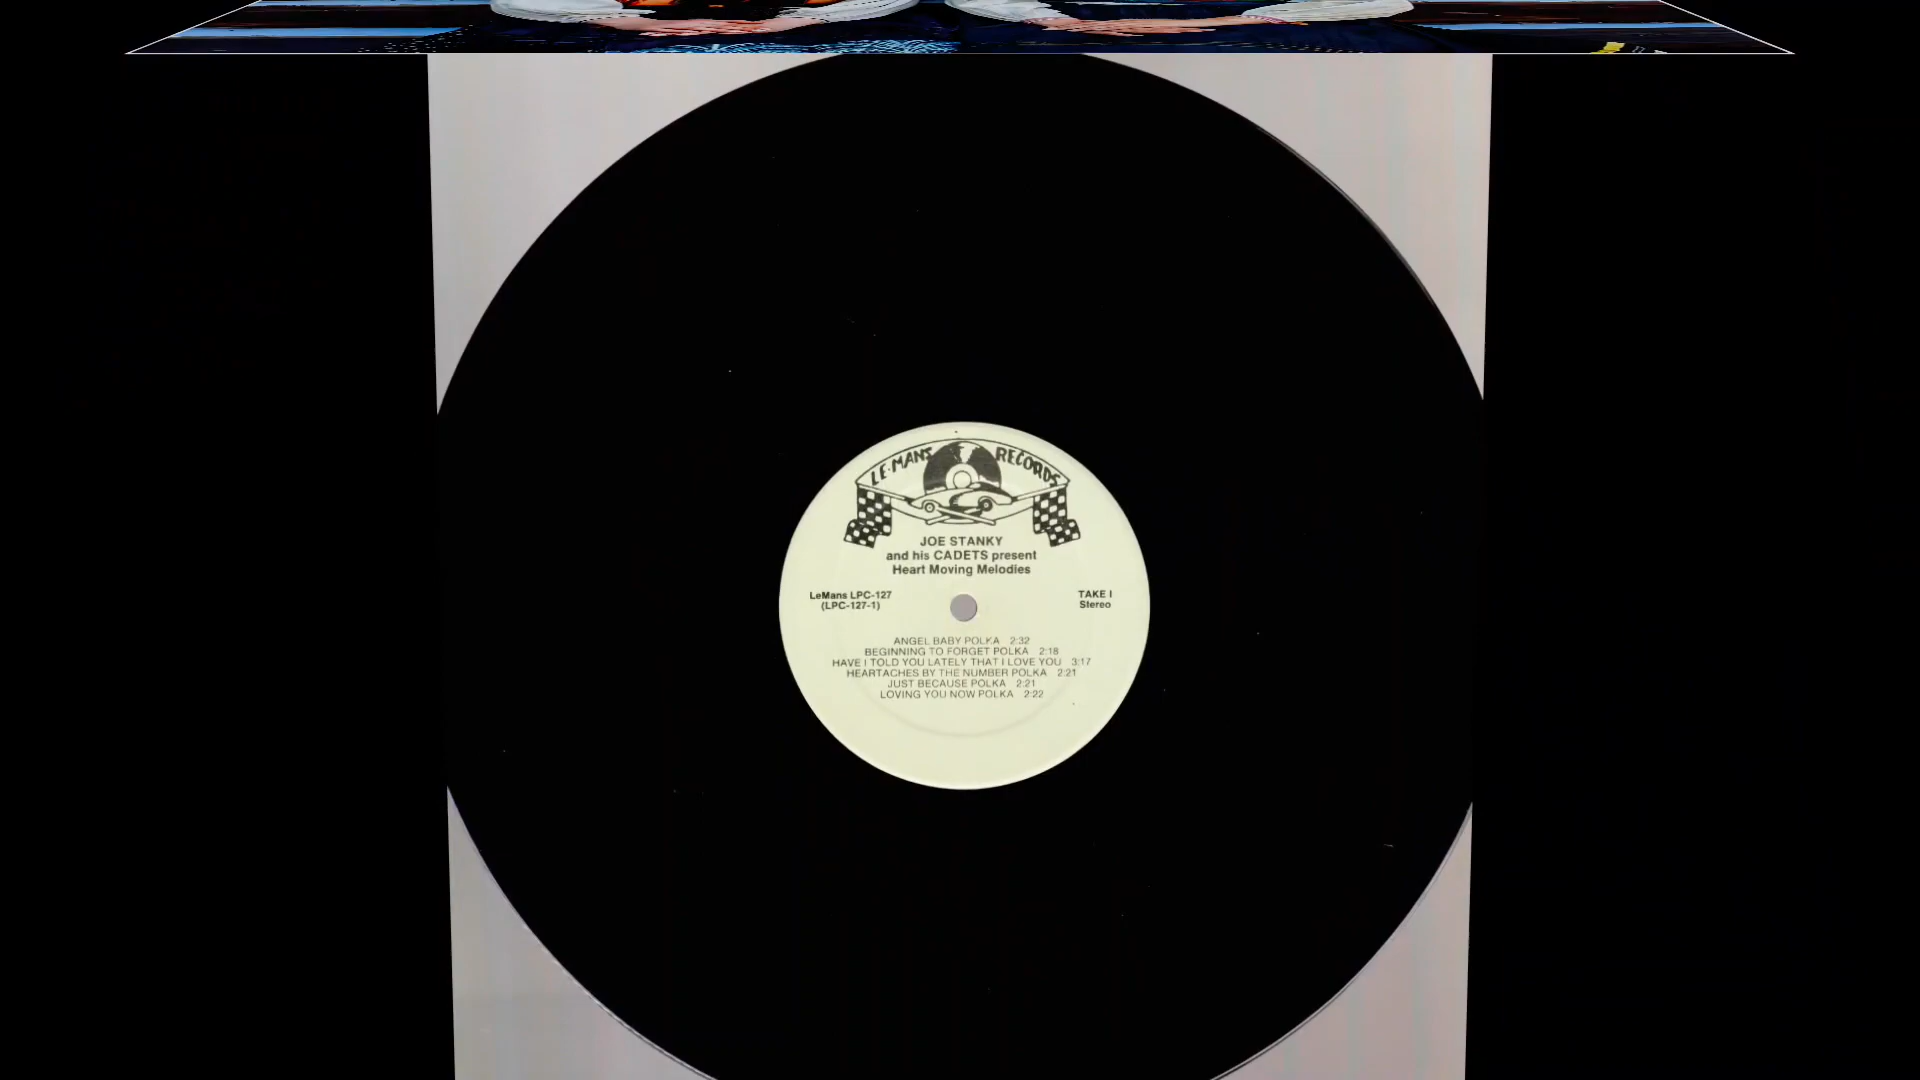 LE-MANS RECORDS
JOE STANKY
and his CADETS present
Heart Moving Melodies
LeMans LPC-127
(LPC-127-1)
TAKE I
Stereo
ANGEL BABY POLKA 2:32
BEGINNING TO FORGET POLKA 2:18
HAVE I TOLD YOU LATELY THAT I LOVE YOU 3:17
HEARTACHES BY THE NUMBER POLKA 2:21
JUST BECAUSE POLKA 2:21
LOVING YOU NOW POLKA 2:22